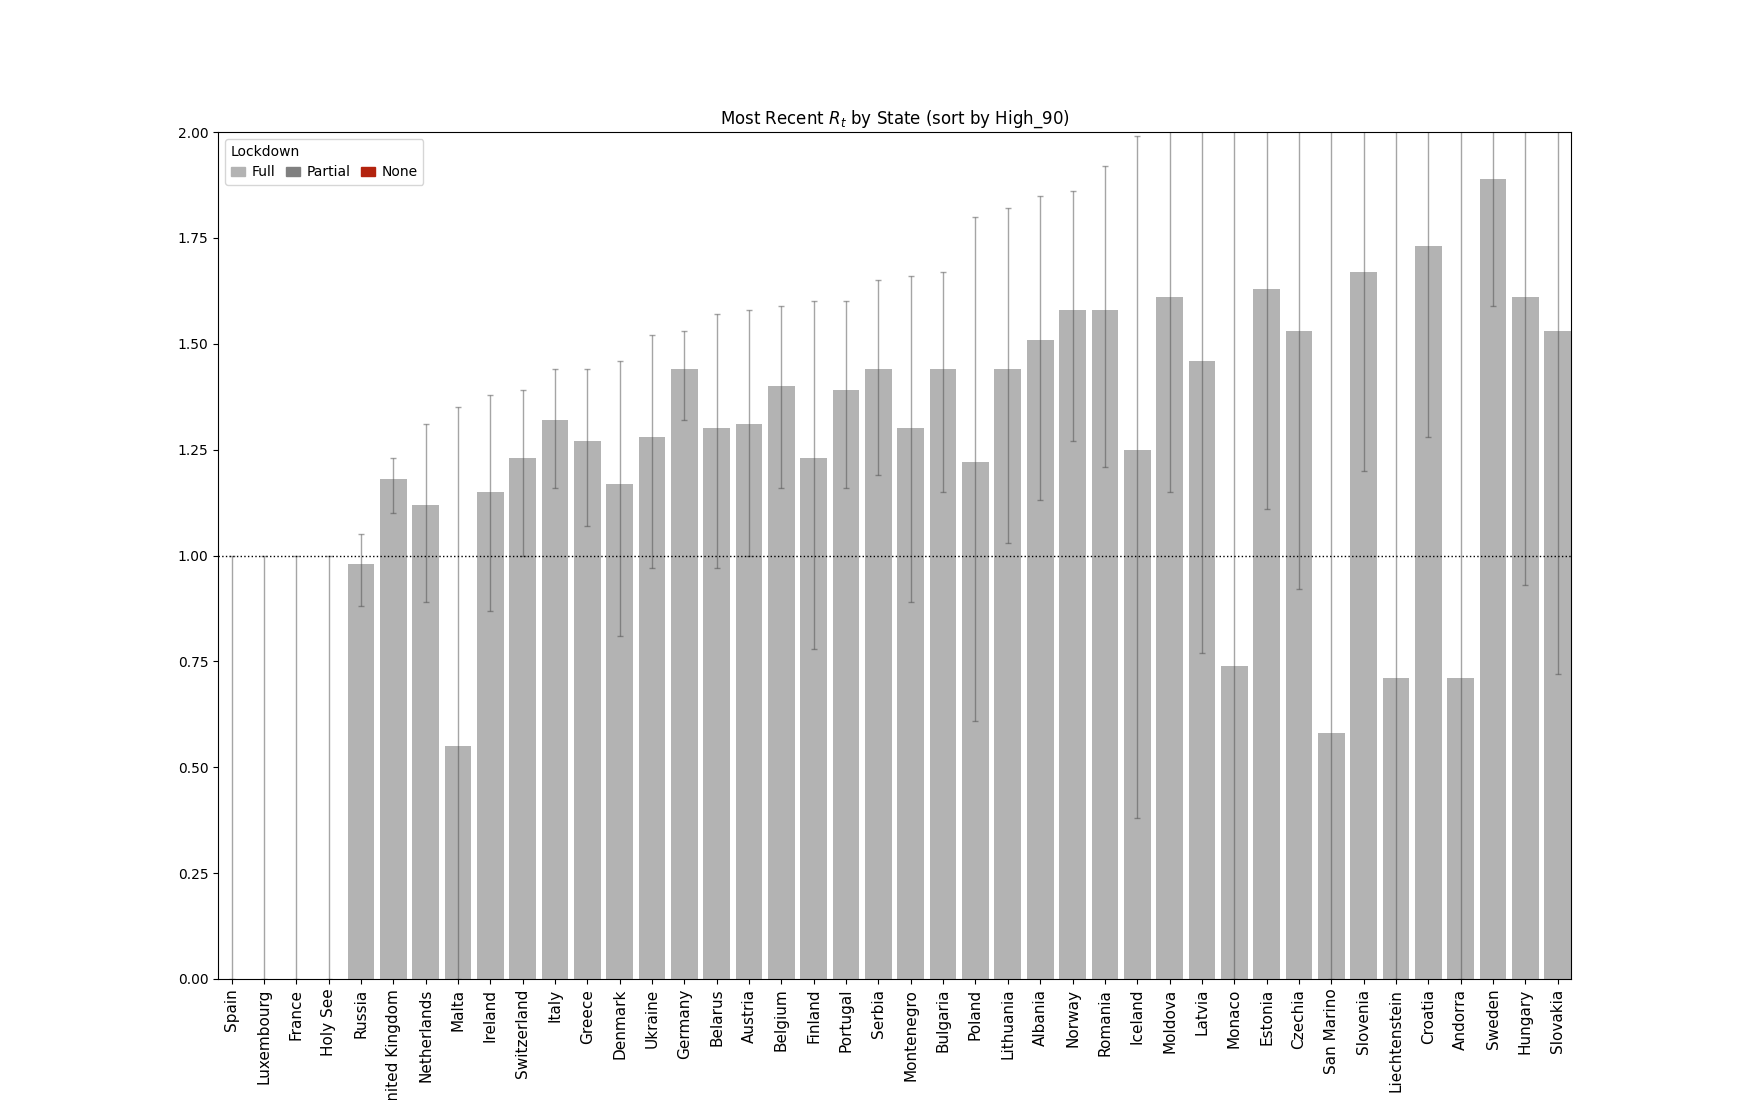 Most Recent R_t by State (sort by High_90)
Lockdown
Full Partial None
2.00
1.75
1.50
1.25
1.00
0.75
0.50
0.25
0.00
Spain
Luxembourg
France
Holy See
Russia
nited Kingdom
Netherlands
Malta
Ireland
Switzerland
Italy
Greece
Denmark
Ukraine
Germany
Belarus
Austria
Belgium
Finland
Portugal
Serbia
Montenegro
Bulgaria
Poland
Lithuania
Albania
Norway
Romania
Iceland
Moldova
Latvia
Monaco
Estonia
Czechia
San Marino
Slovenia
Liechtenstein
Croatia
Andorra
Sweden
Hungary
Slovakia